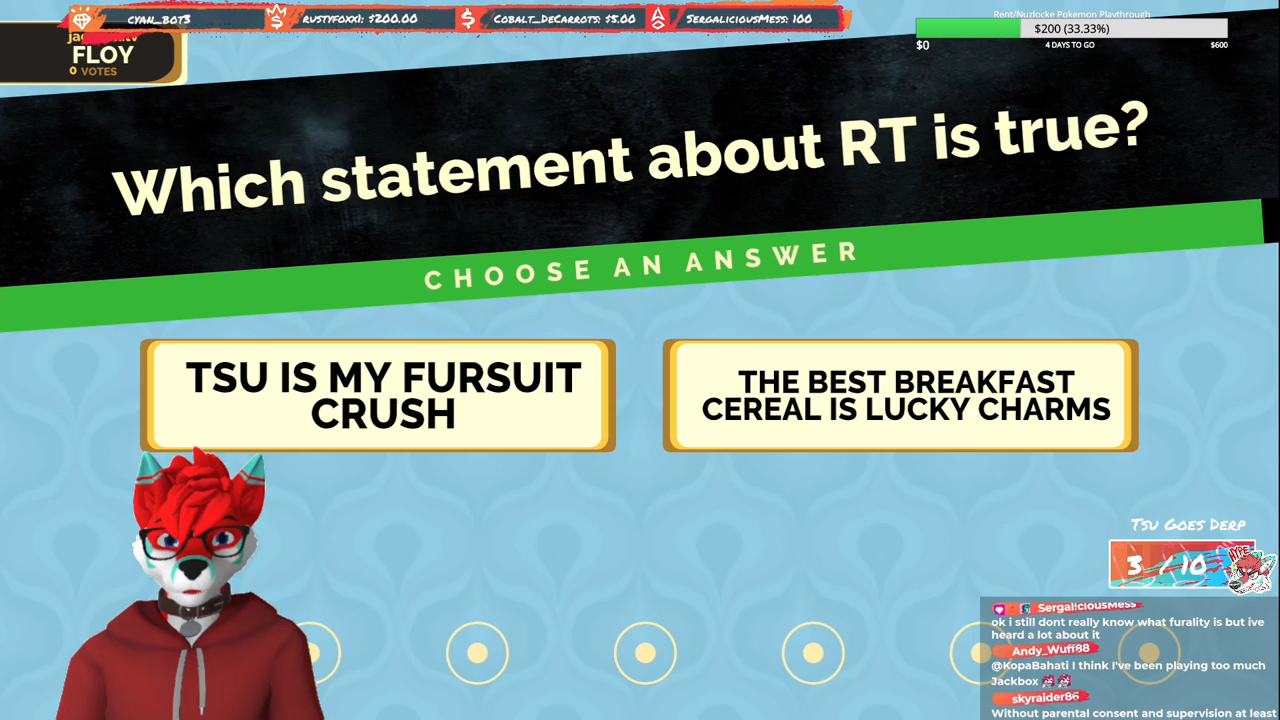 CYAN_BOT3
RUSTYFOXXI: $200.00
COBALT_DECARROTS: $5.00
SERGALICIOUSMESS: 100
FLOY
0 VOTES
Rent/Nuzlocke Pokemon Playthrough
$200 (33.33%)
$0
4 DAYS TO GO
$600
Which statement about RT is true?
CHOOSE AN ANSWER
TSU IS MY FURSUIT
CRUSH
THE BEST BREAKFAST
CEREAL IS LUCKY CHARMS
TSU GOES DERP
3 / 10
HYPE
SergaliciousMess
ok i still dont really know what furality is but ive
heard a lot about it
Andy_Wuff88
@KopaBahati I think I've been playing too much
Jackbox
skyraider86
Without parental consent and supervision at least